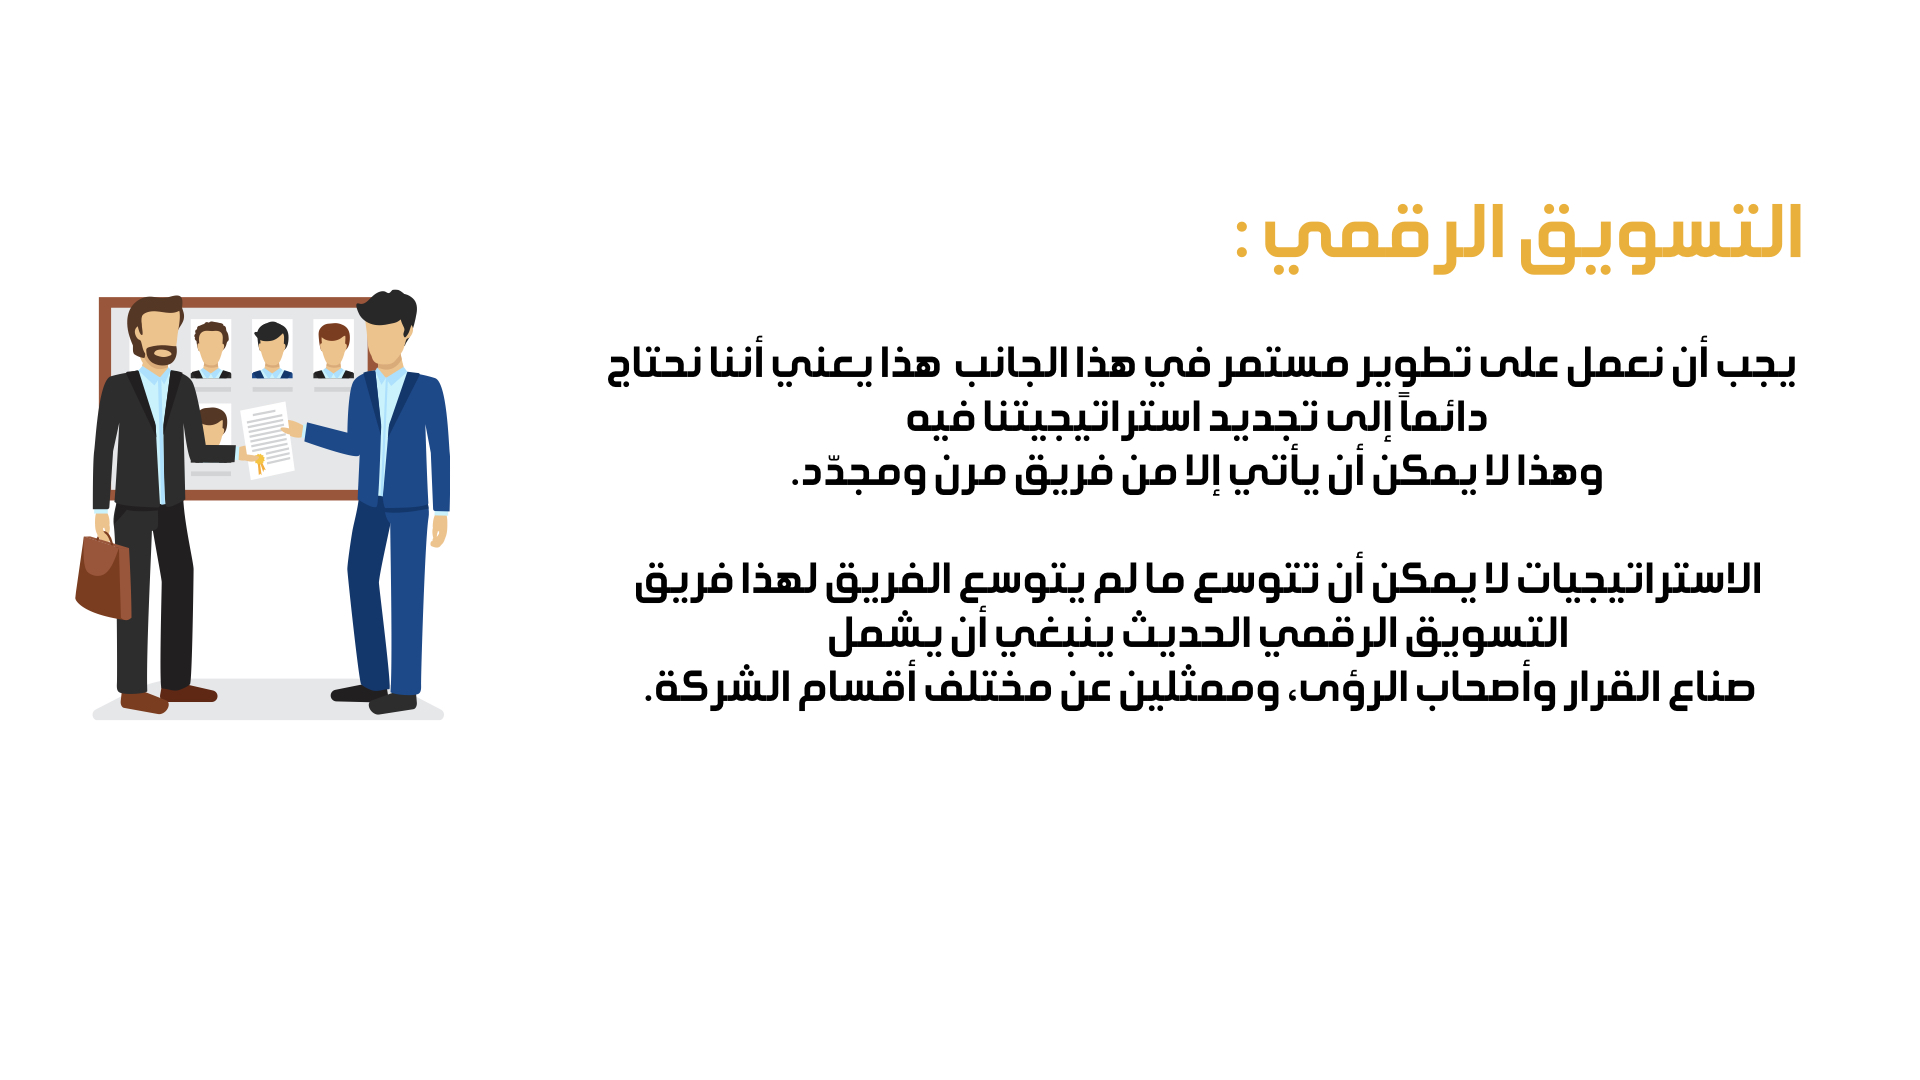 التسويق الرقمي :
يجب أن نعمل على تطوير مستمر في هذا الجانب هذا يعني أننا نحتاج
دائماً إلى تجديد استراتيجيتنا فيه
وهذا لا يمكن أن يأتي إلا من فريق مرن ومجدّد.
الاستراتيجيات لا يمكن أن تتوسع ما لم يتوسع الفريق لهذا فريق
التسويق الرقمي الحديث ينبغي أن يشمل
صناع القرار وأصحاب الرؤى، وممثلين عن مختلف أقسام الشركة.